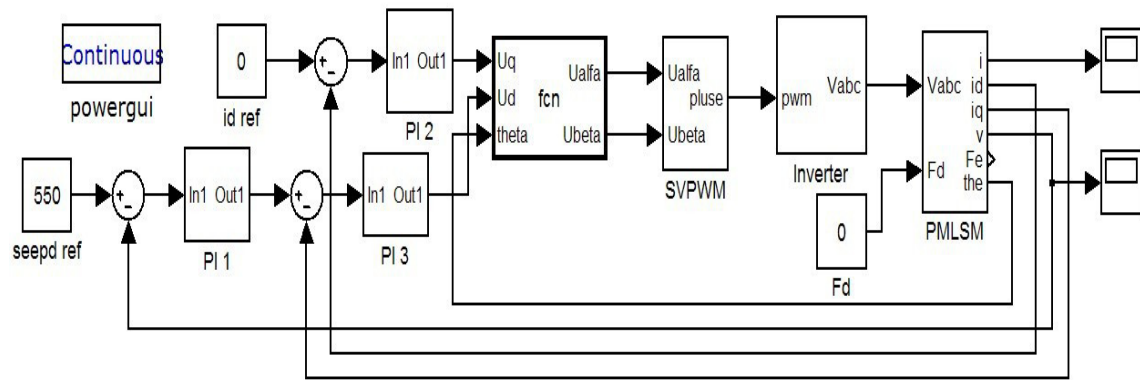 Continuous
powergui
0
id ref
In1 Out1
PI 2
Uq
Ud
theta
fcn
Ualfa
Ubeta
Ualfa
pluse
Ubeta
SVPWM
pwm
Vabc
Inverter
Vabc
Fd
i
id
iq
v
Fe
the
PMLSM
550
seepd ref
In1 Out1
PI 1
In1 Out1
PI 3
0
Fd